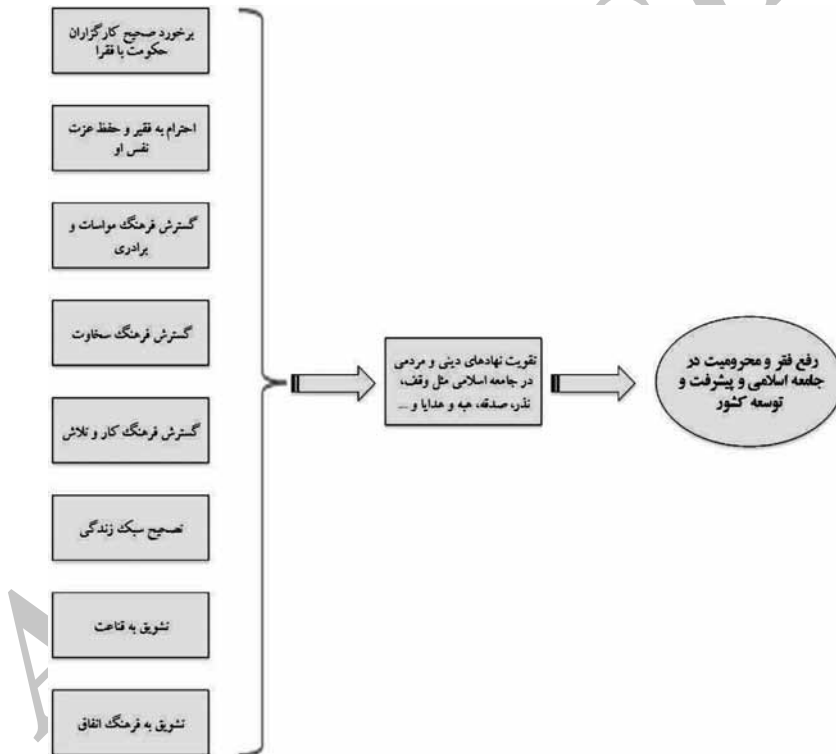 برخورد صحیح کارگزاران
حکومت با فقرا
احترام به فقیر و حفظ عزت
نفس او
گسترش فرهنگ مواسات و
برادری
گسترش فرهنگ سخاوت
گسترش فرهنگ کار و تلاش
تصحیح سبک زندگی
تشویق به قناعت
تشویق به فرهنگ انفاق
تقویت نهادهای دینی و مردمی
در جامعه اسلامی مثل وقف،
نذر، صدقه، هبه و هدایا و ...
رفع فقر و محرومیت در
جامعه اسلامی و پیشرفت و
توسعه کشور